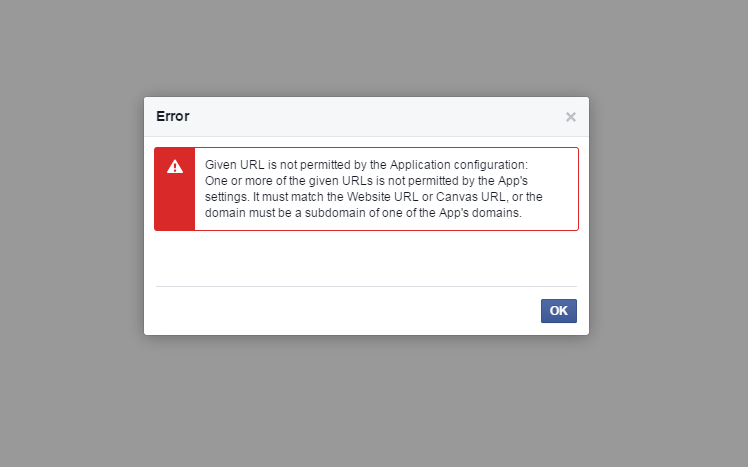 Error
Given URL is not permitted by the Application configuration:
One or more of the given URLs is not permitted by the App's
settings. It must match the Website URL or Canvas URL, or the
domain must be a subdomain of one of the App's domains.
OK